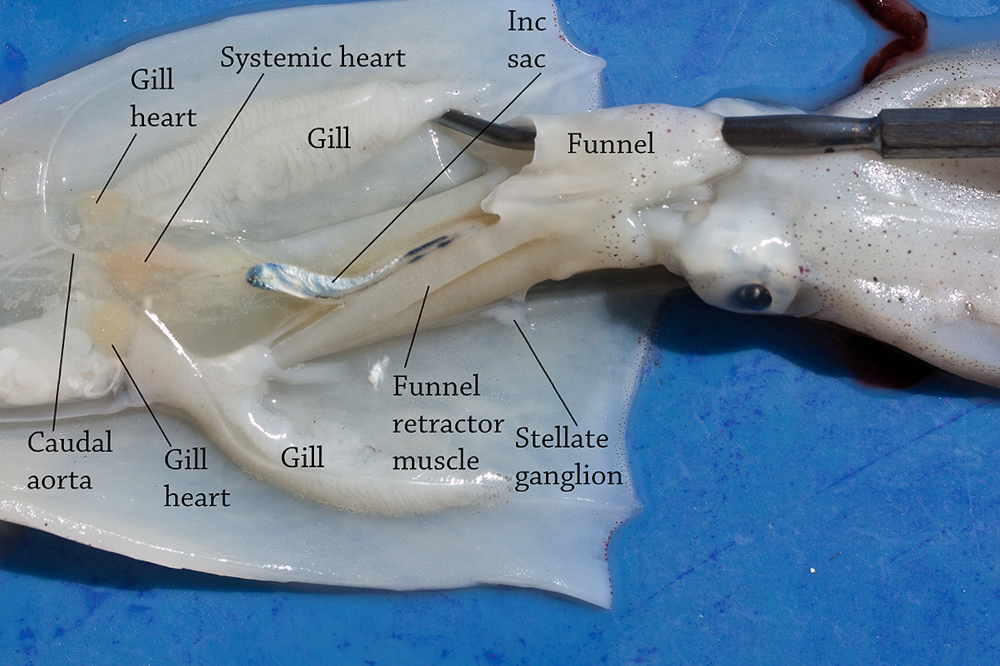 Inc
sac
Systemic heart
Gill
heart
Gill
Funnel
Funnel
retractor
muscle
Stellate
ganglion
Caudal
aorta
Gill
heart
Gill